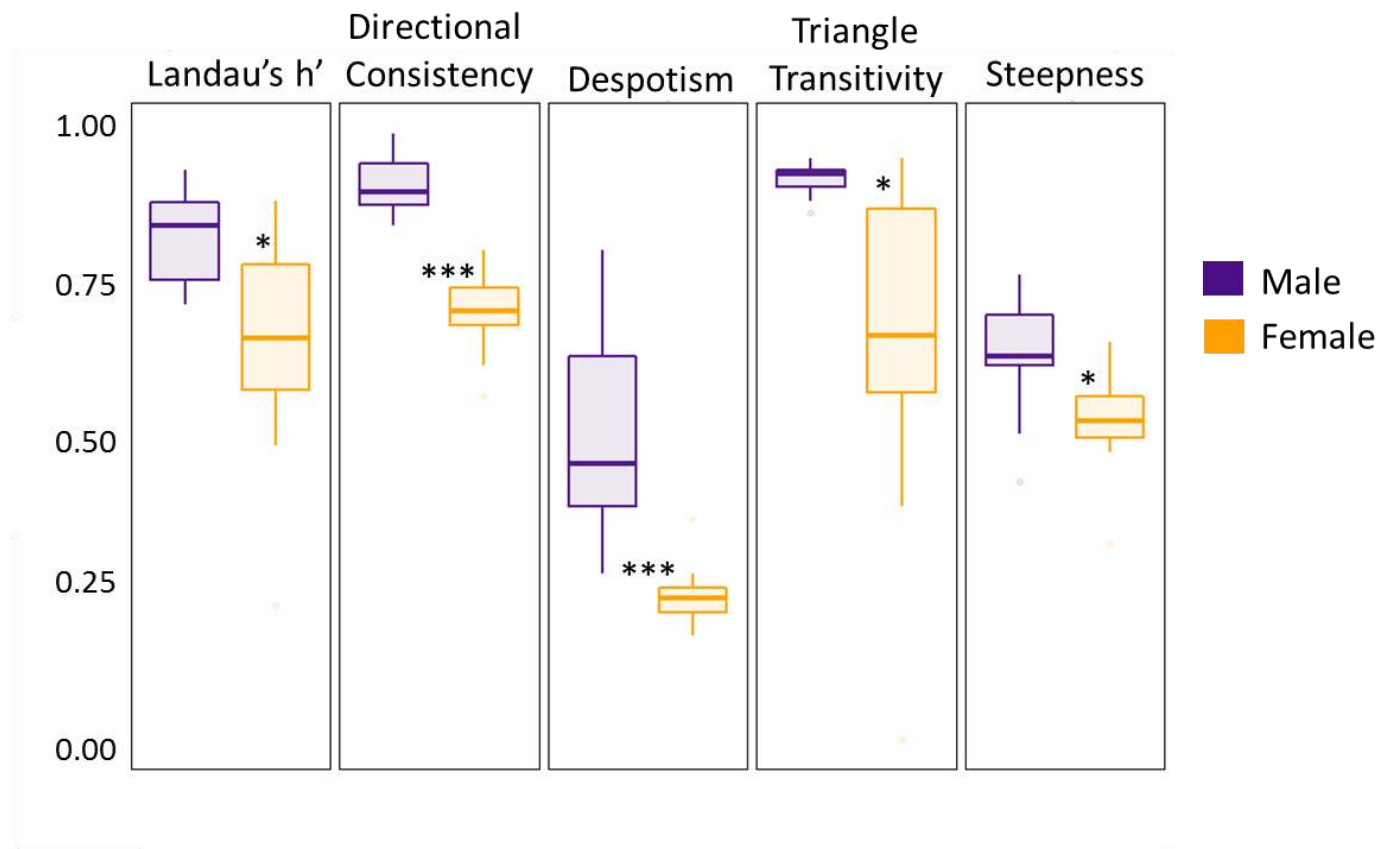 Landau’s h’
Directional
Consistency
Despotism
Triangle
Transitivity
Steepness
1.00
0.75
0.50
0.25
0.00
*
***
***
*
*
Male
Female